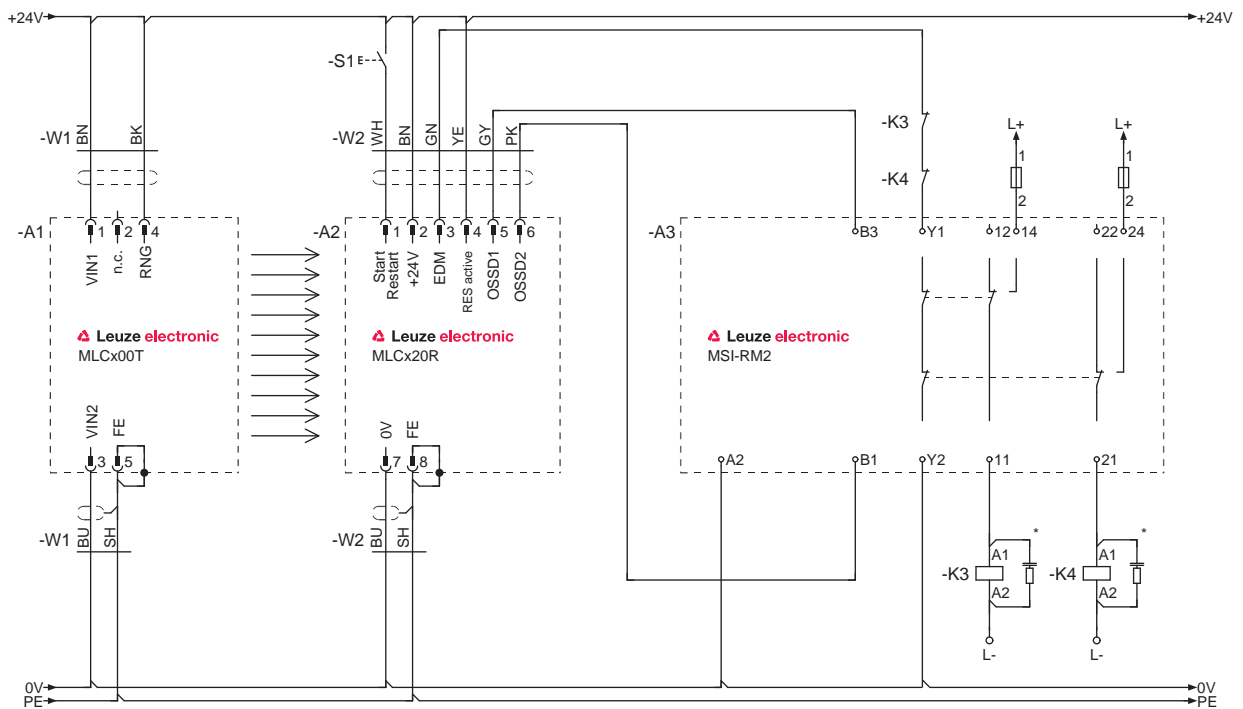 +24V
+24V
-S1
-W1
BN
BK
-W2
WH
BN
GN
YE
GY
PK
-K3
-K4
L+
1
2
L+
1
2
-A1
1
2
4
VIN1
n.c.
RNG
-A2
1
2
3
4
5
6
Start
Restart
+24V
EDM
RES active
OSSD1
OSSD2
-A3
B3
Y1
12
14
22
24
Leuze electronic
MLCx00T
Leuze electronic
MLCx20R
Leuze electronic
MSI-RM2
VIN2
FE
3
5
0V
FE
7
8
A2
B1
Y2
11
21
-W1
BU
SH
-W2
BU
SH
-K3
A1
A2
*
L-
-K4
A1
A2
*
L-
0V
0V
PE
PE